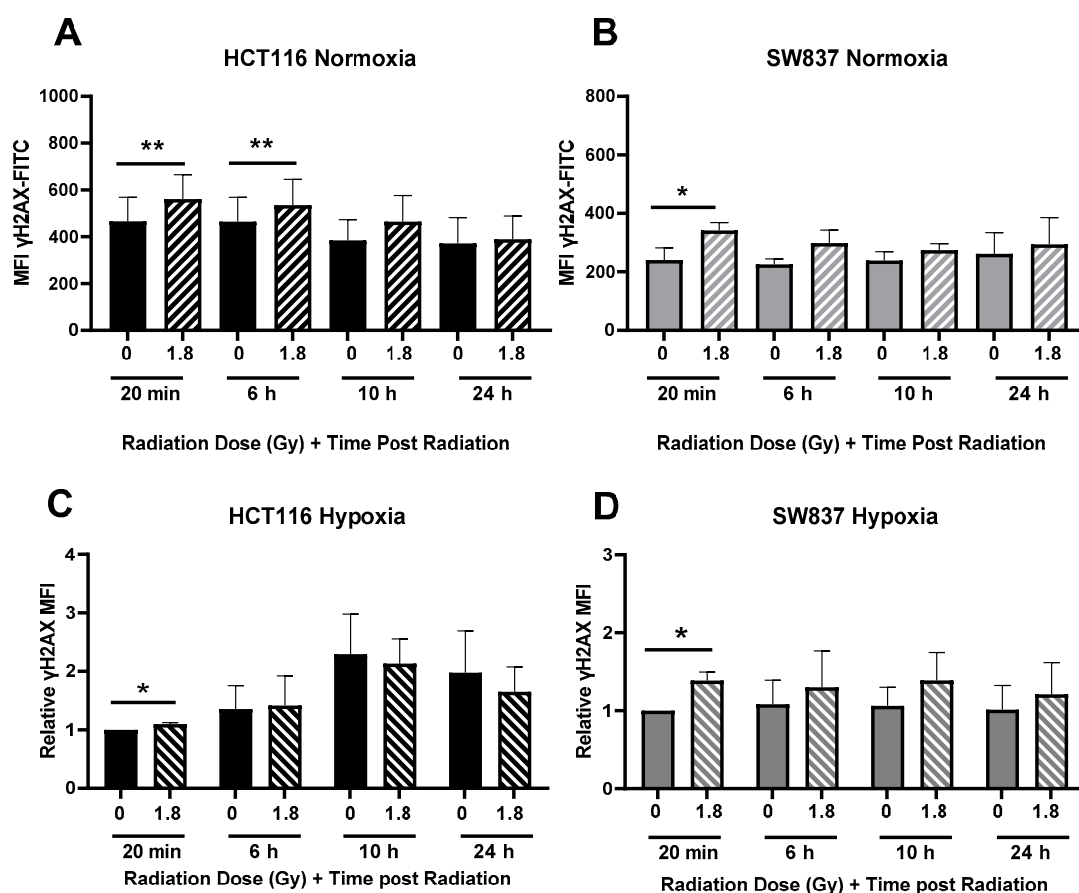 A
HCT116 Normoxia
MFI γH2AX-FITC
1000
800
600
400
200
0
**
**
0 1.8 0 1.8 0 1.8 0 1.8
20 min 6 h 10 h 24 h
Radiation Dose (Gy) + Time Post Radiation
B
SW837 Normoxia
MFI γH2AX-FITC
800
600
400
200
0
*
0 1.8 0 1.8 0 1.8 0 1.8
20 min 6 h 10 h 24 h
Radiation Dose (Gy) + Time Post Radiation
C
HCT116 Hypoxia
Relative γH2AX MFI
4
3
2
1
0
*
0 1.8 0 1.8 0 1.8 0 1.8
20 min 6 h 10 h 24 h
Radiation Dose (Gy) + Time post Radiation
D
SW837 Hypoxia
Relative γH2AX MFI
3
2
1
0
*
0 1.8 0 1.8 0 1.8 0 1.8
20 min 6 h 10 h 24 h
Radiation Dose (Gy) + Time post Radiation